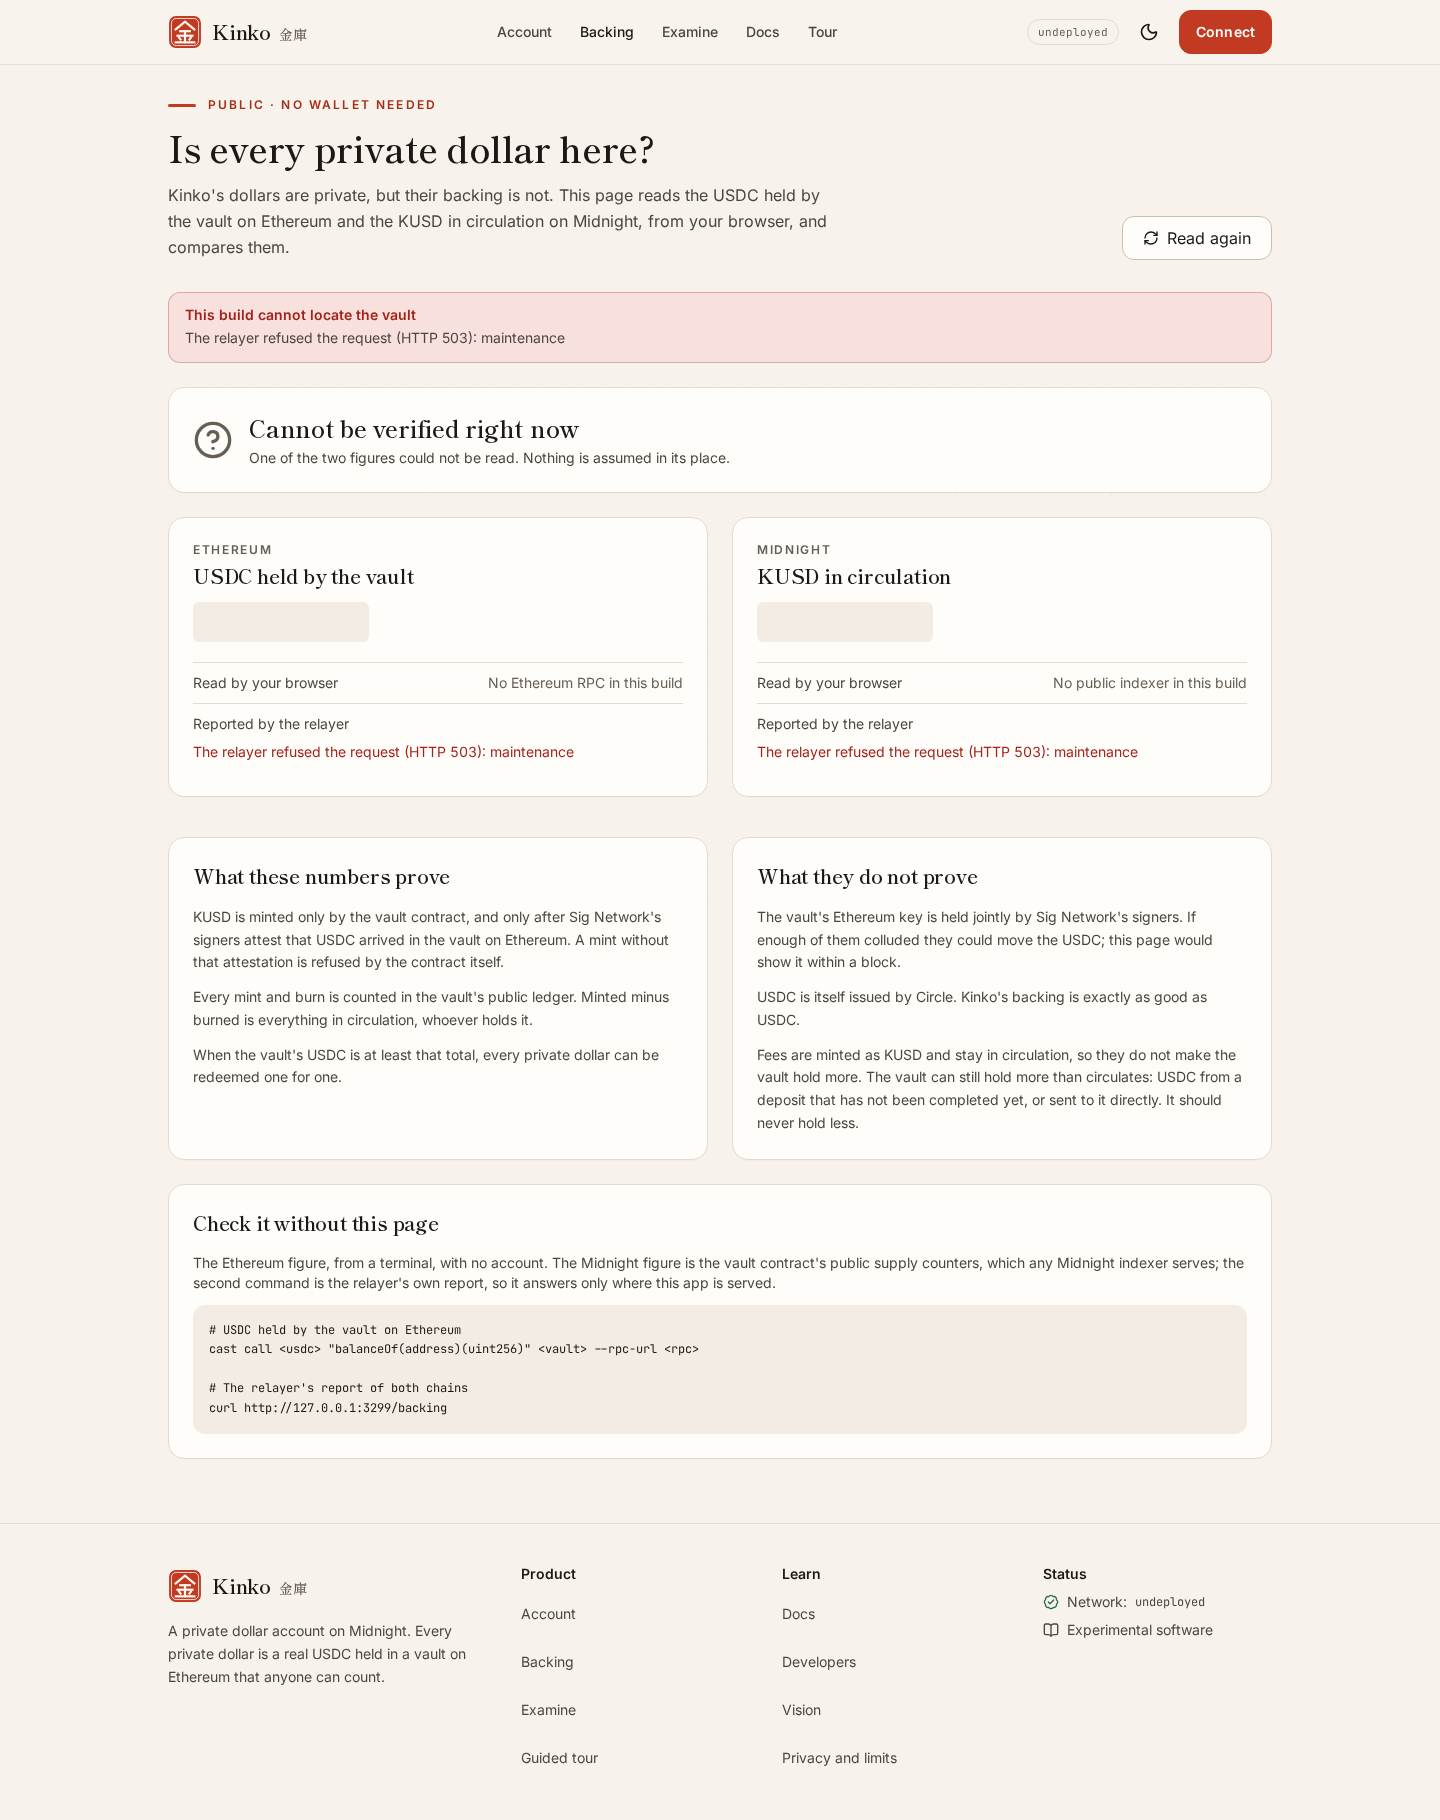 金 Kinko 金庫
Account Backing Examine Docs Tour
undeployed
Connect
PUBLIC · NO WALLET NEEDED
Is every private dollar here?
Kinko's dollars are private, but their backing is not. This page reads the USDC held by
the vault on Ethereum and the KUSD in circulation on Midnight, from your browser, and
compares them.
Read again
This build cannot locate the vault
The relayer refused the request (HTTP 503): maintenance
Cannot be verified right now
One of the two figures could not be read. Nothing is assumed in its place.
ETHEREUM
USDC held by the vault
Read by your browser No Ethereum RPC in this build
Reported by the relayer
The relayer refused the request (HTTP 503): maintenance
MIDNIGHT
KUSD in circulation
Read by your browser No public indexer in this build
Reported by the relayer
The relayer refused the request (HTTP 503): maintenance
What these numbers prove
KUSD is minted only by the vault contract, and only after Sig Network's
signers attest that USDC arrived in the vault on Ethereum. A mint without
that attestation is refused by the contract itself.
Every mint and burn is counted in the vault's public ledger. Minted minus
burned is everything in circulation, whoever holds it.
When the vault's USDC is at least that total, every private dollar can be
redeemed one for one.
What they do not prove
The vault's Ethereum key is held jointly by Sig Network's signers. If
enough of them colluded they could move the USDC; this page would
show it within a block.
USDC is itself issued by Circle. Kinko's backing is exactly as good as
USDC.
Fees are minted as KUSD and stay in circulation, so they do not make the
vault hold more. The vault can still hold more than circulates: USDC from a
deposit that has not been completed yet, or sent to it directly. It should
never hold less.
Check it without this page
The Ethereum figure, from a terminal, with no account. The Midnight figure is the vault contract's public supply counters, which any Midnight indexer serves; the
second command is the relayer's own report, so it answers only where this app is served.
# USDC held by the vault on Ethereum
cast call <usdc> "balanceOf(address)(uint256)" <vault> --rpc-url <rpc>
# The relayer's report of both chains
curl http://127.0.0.1:3299/backing
金 Kinko 金庫
A private dollar account on Midnight. Every
private dollar is a real USDC held in a vault on
Ethereum that anyone can count.
Product
Account
Backing
Examine
Guided tour
Learn
Docs
Developers
Vision
Privacy and limits
Status
Network: undeployed
Experimental software